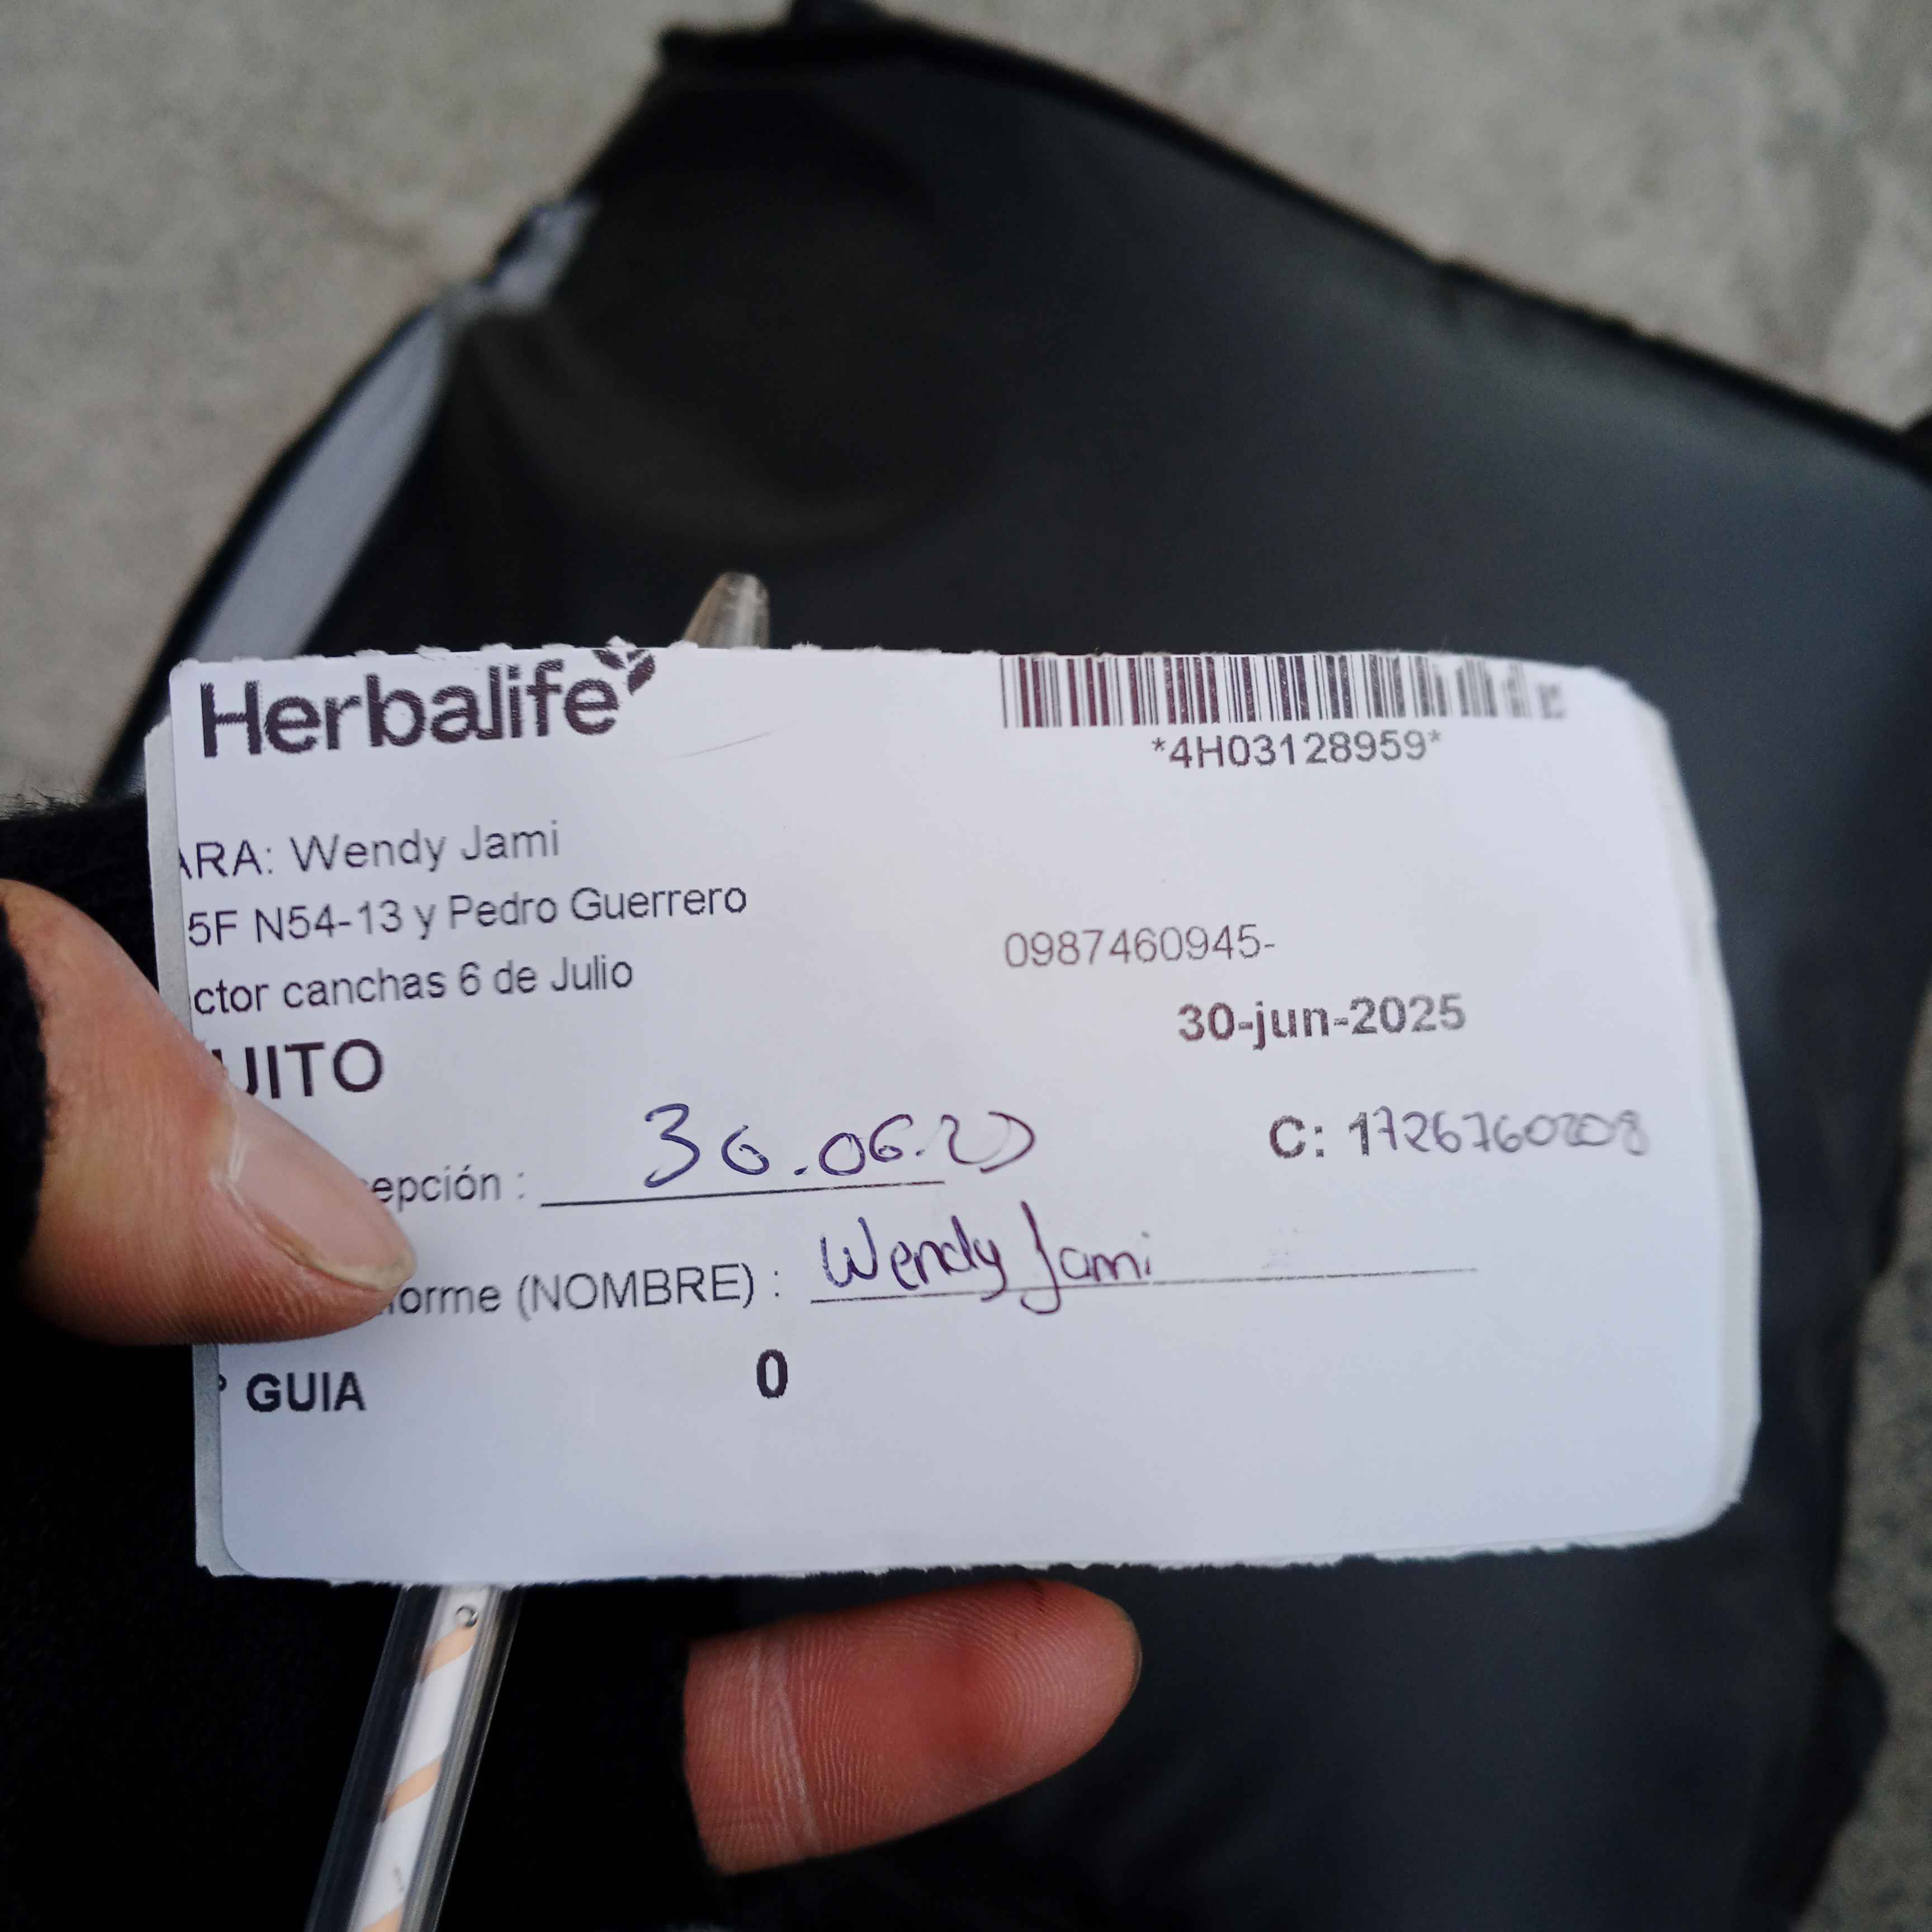 Herbalife
*4H03128959*
ARA: Wendy Jami
5F N54-13 y Pedro Guerrero
0987460945-
ctor canchas 6 de Julio
30-jun-2025
UITO
C: 1726760208
epción : 30.06.25
forme (NOMBRE) : Wendy Jami
° GUIA 0